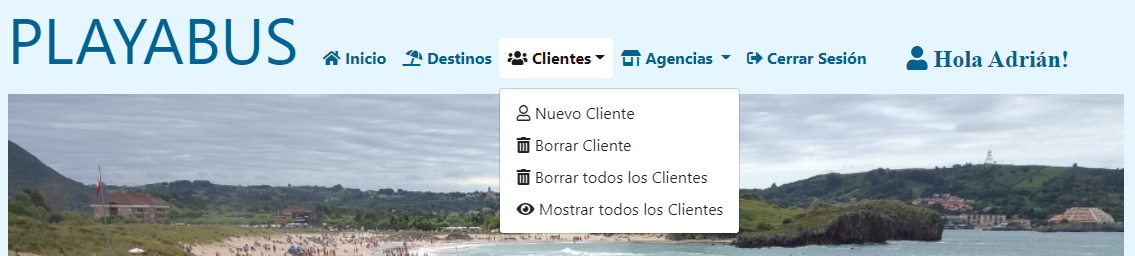 PLAYABUS
Inicio Destinos Clientes Agencias Cerrar Sesión Hola Adrián!
Nuevo Cliente
Borrar Cliente
Borrar todos los Clientes
Mostrar todos los Clientes